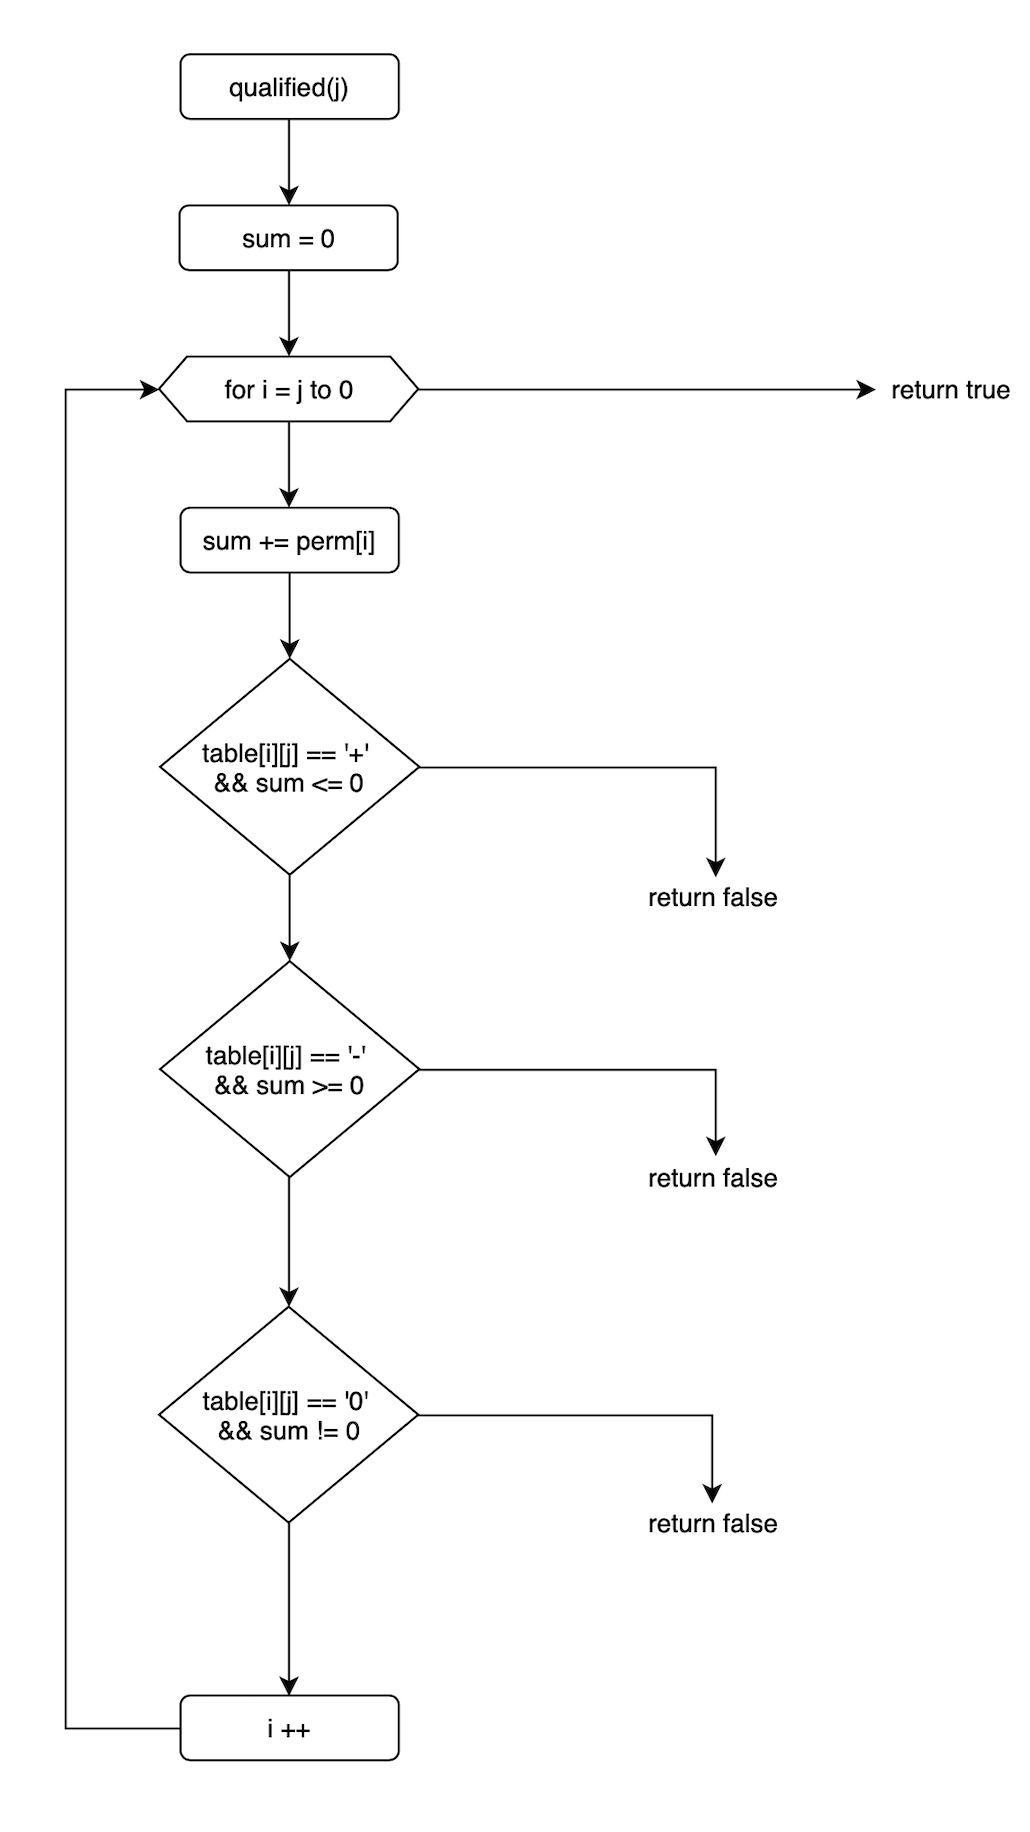 qualified(j)
sum = 0
for i = j to 0
return true
sum += perm[i]
table[i][j] == '+'
&& sum <= 0
return false
table[i][j] == '-'
&& sum >= 0
return false
table[i][j] == '0'
&& sum != 0
return false
i ++